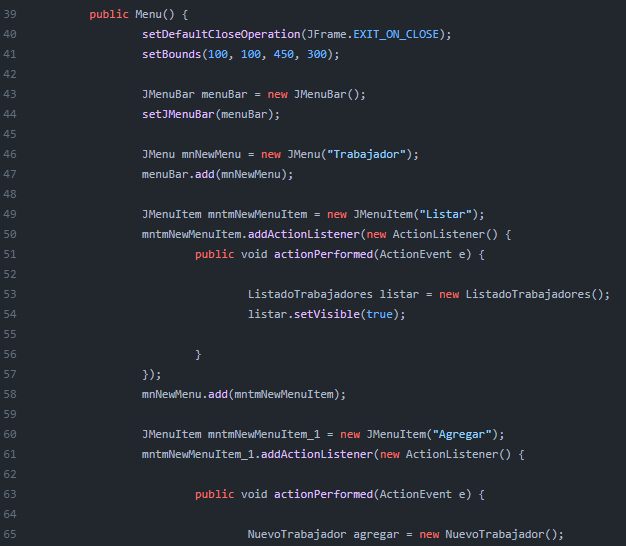 39 public Menu() {
40 setDefaultCloseOperation(JFrame.EXIT_ON_CLOSE);
41 setBounds(100, 100, 450, 300);
42
43 JMenuBar menuBar = new JMenuBar();
44 setJMenuBar(menuBar);
45
46 JMenu mnNewMenu = new JMenu("Trabajador");
47 menuBar.add(mnNewMenu);
48
49 JMenuItem mntmNewMenuItem = new JMenuItem("Listar");
50 mntmNewMenuItem.addActionListener(new ActionListener() {
51 public void actionPerformed(ActionEvent e) {
52
53 ListadoTrabajadores listar = new ListadoTrabajadores();
54 listar.setVisible(true);
55
56 }
57 });
58 mnNewMenu.add(mntmNewMenuItem);
59
60 JMenuItem mntmNewMenuItem_1 = new JMenuItem("Agregar");
61 mntmNewMenuItem_1.addActionListener(new ActionListener() {
62
63 public void actionPerformed(ActionEvent e) {
64
65 NuevoTrabajador agregar = new NuevoTrabajador();